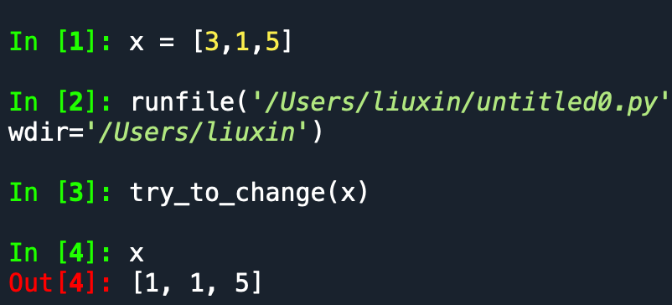 In [1]: x = [3,1,5]
In [2]: runfile('/Users/liuxin/untitled0.py'
wdir='/Users/liuxin')
In [3]: try_to_change(x)
In [4]: x
Out[4]: [1, 1, 5]